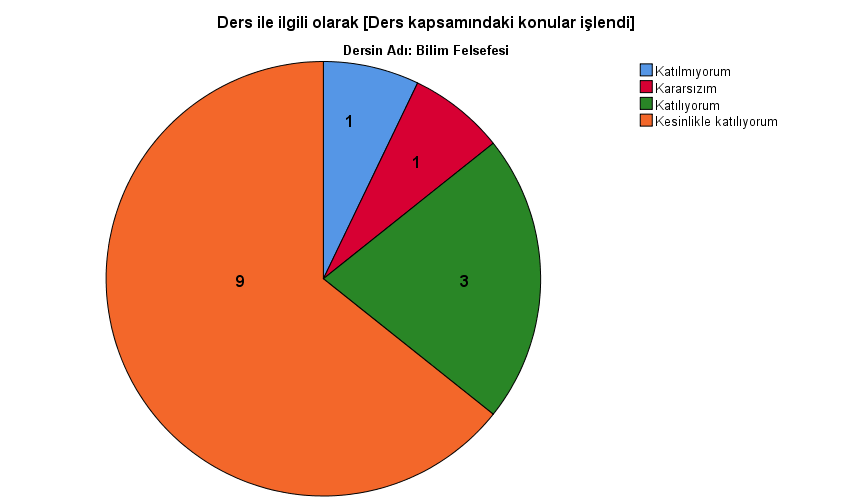 Ders ile ilgili olarak [Ders kapsamındaki konular işlendi]
Dersin Adı: Bilim Felsefesi
Katılmıyorum
Kararsızım
Katılıyorum
Kesinlikle katılıyorum
1
1
9
3